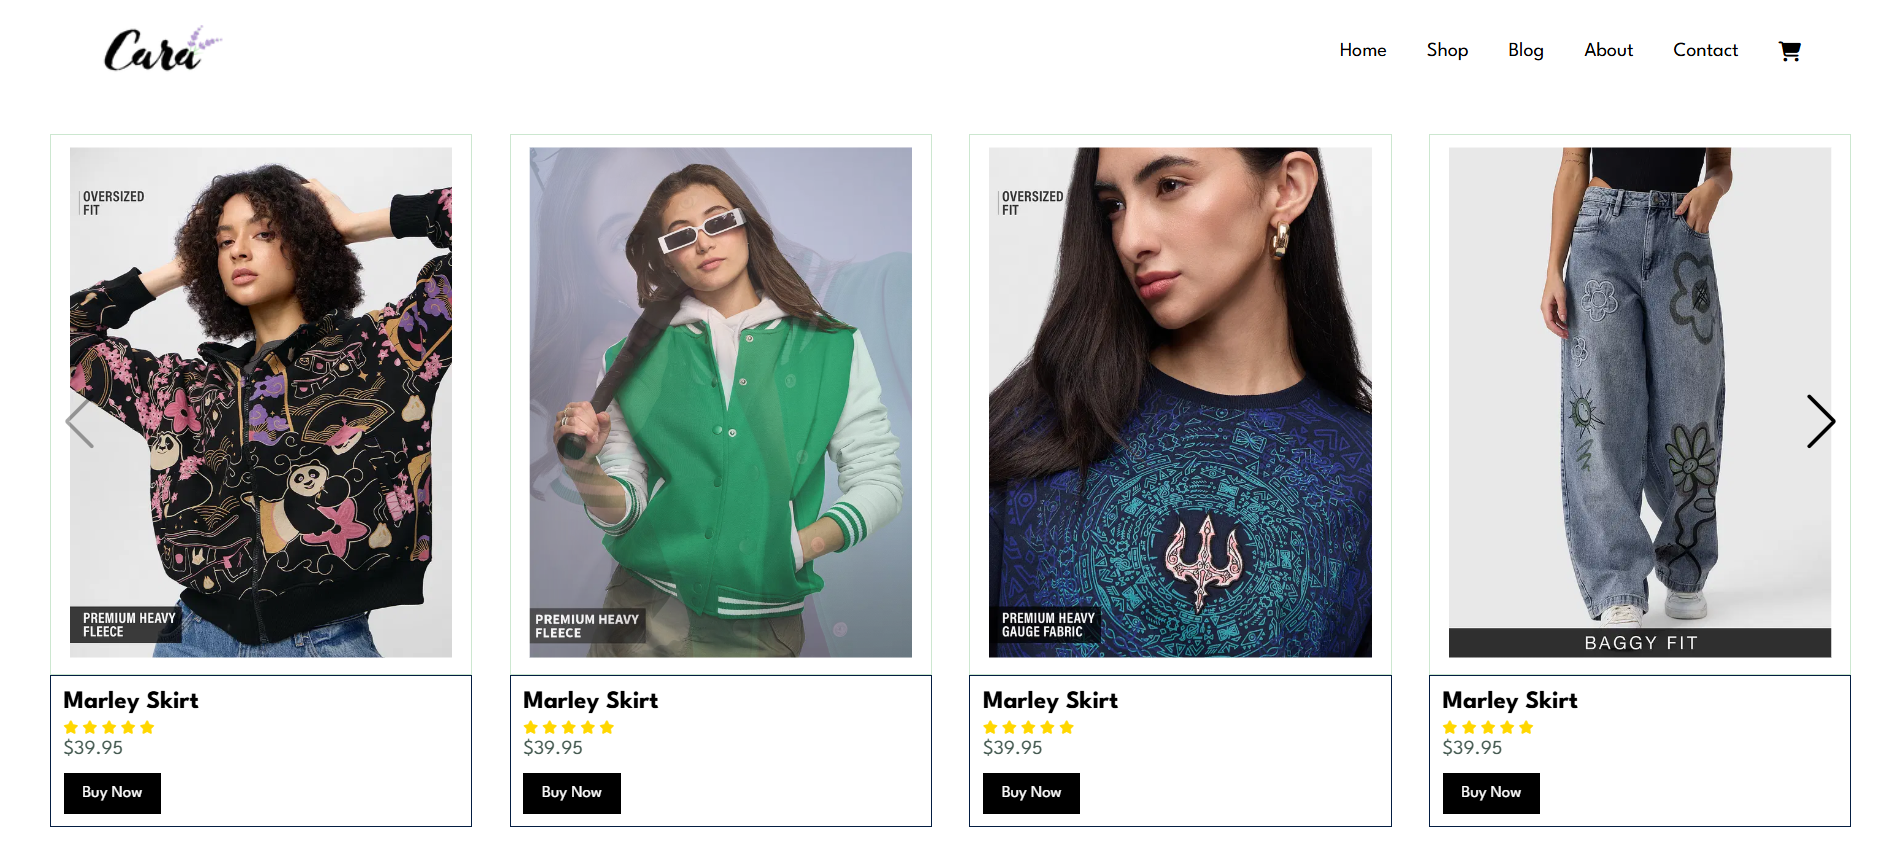 Cara
Home Shop Blog About Contact
OVERSIZED
FIT
PREMIUM HEAVY
FLEECE
Marley Skirt
$39.95
Buy Now
PREMIUM HEAVY
FLEECE
Marley Skirt
$39.95
Buy Now
OVERSIZED
FIT
PREMIUM HEAVY
GAUGE FABRIC
Marley Skirt
$39.95
Buy Now
BAGGY FIT
Marley Skirt
$39.95
Buy Now